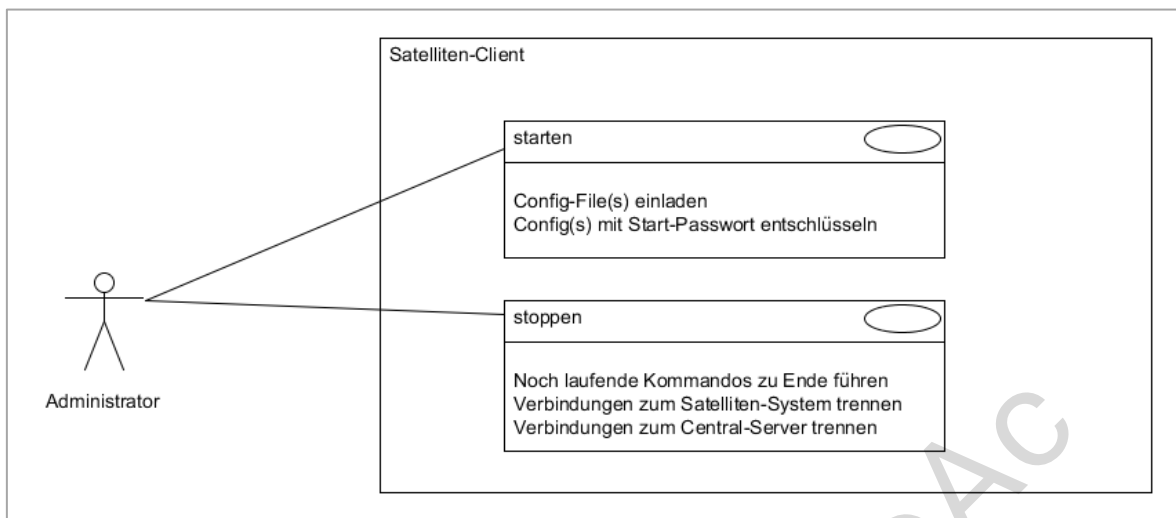 Satelliten-Client
starten
Config-File(s) einladen
Config(s) mit Start-Passwort entschlüsseln
stoppen
Noch laufende Kommandos zu Ende führen
Verbindungen zum Satelliten-System trennen
Verbindungen zum Central-Server trennen
Administrator